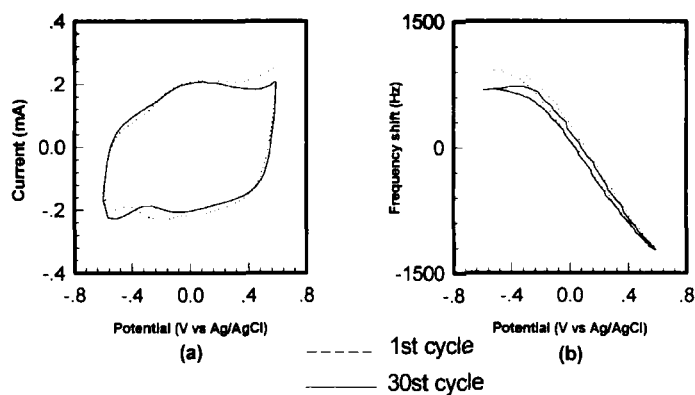 .4
.2
0.0
-.2
-.4
Current (mA)
-.8
-.4
0.0
.4
.8
Potential (V vs Ag/AgCl)
(a)
1500
0
-1500
Frequency shift (Hz)
-.8
-.4
0.0
.4
.8
Potential (V vs Ag/AgCl)
(b)
1st cycle
30st cycle